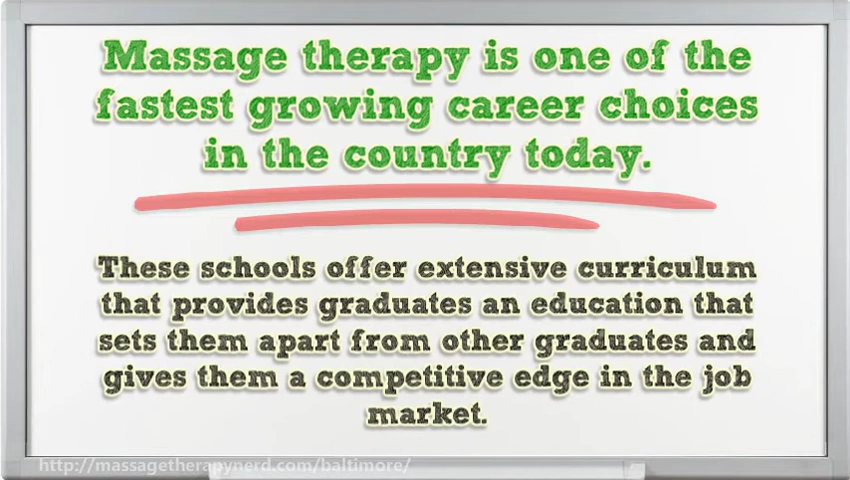 Massage therapy is one of the
fastest growing career choices
in the country today.
These schools offer extensive curriculum
that provides graduates an education that
sets them apart from other graduates and
gives them a competitive edge in the job
market.
http://massagetherapynerd.com/baltimore/